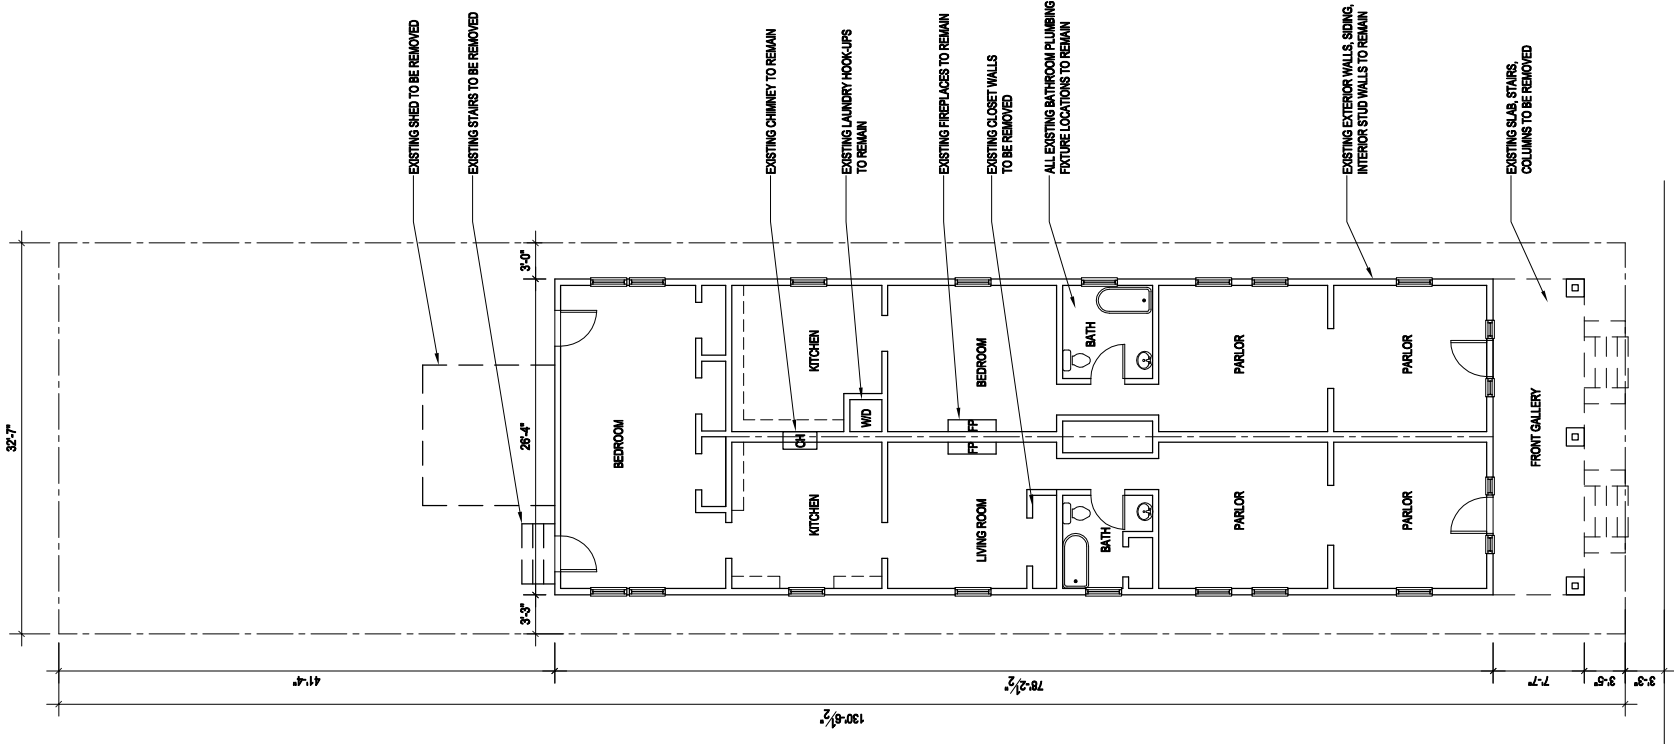 EXISTING SHED TO BE REMOVED
EXISTING STAIRS TO BE REMOVED
EXISTING CHIMNEY TO REMAIN
EXISTING LAUNDRY HOOK-UPS
TO REMAIN
EXISTING FIREPLACES TO REMAIN
EXISTING CLOSET WALLS
TO BE REMOVED
ALL EXISTING BATHROOM PLUMBING
FIXTURE LOCATIONS TO REMAIN
EXISTING EXTERIOR WALLS, SIDING,
INTERIOR STUD WALLS TO REMAIN
EXISTING SLAB, STAIRS,
COLUMNS TO BE REMOVED
32'-7"
3'-0"
26'-4"
3'-3"
BEDROOM
KITCHEN
BEDROOM
BATH
PARLOR
PARLOR
W/D
CH
FP
FP
FRONT GALLERY
KITCHEN
LIVING ROOM
BATH
PARLOR
PARLOR
41'-4"
78'-2½"
7'-7"
3'-5"
3'-3"
130'-6½"